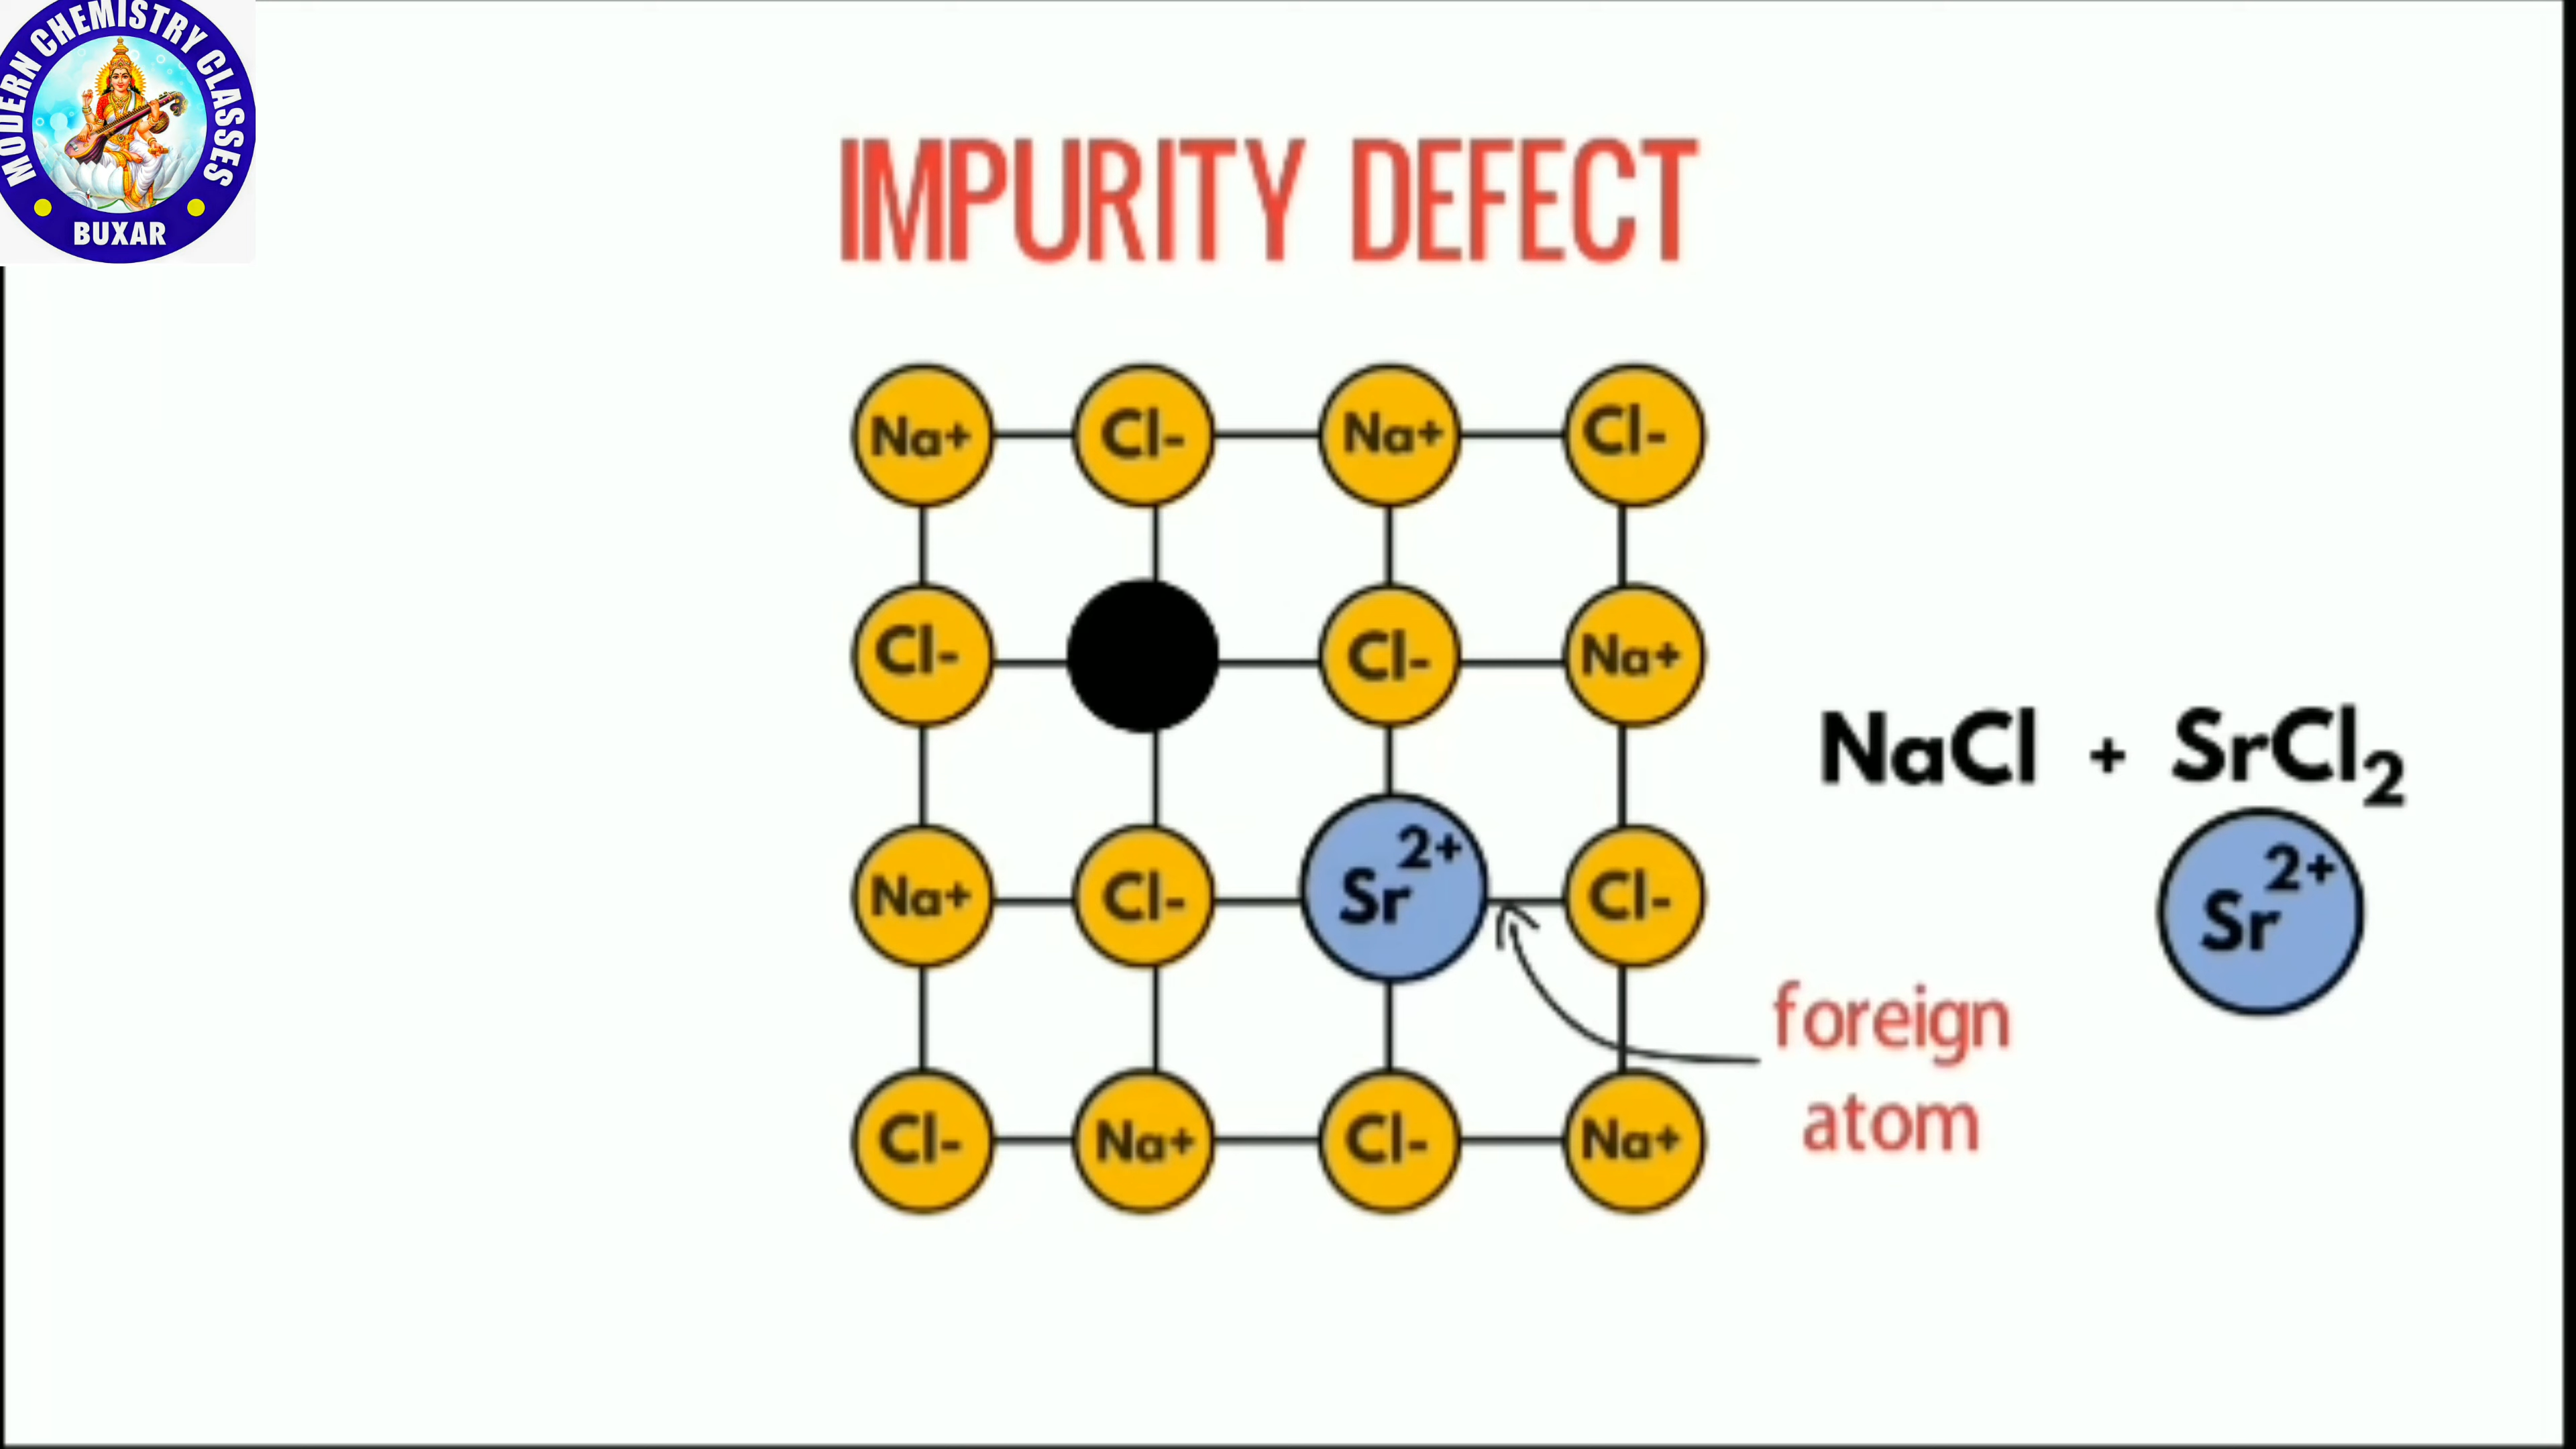 MODERN CHEMISTRY CLASSES
BUXAR
IMPURITY DEFECT
Na+ Cl- Na+ Cl-
Cl- Cl- Na+
NaCl + SrCl₂
Na+ Cl- Sr²⁺ Cl-
Sr²⁺
foreign
atom
Cl- Na+ Cl- Na+